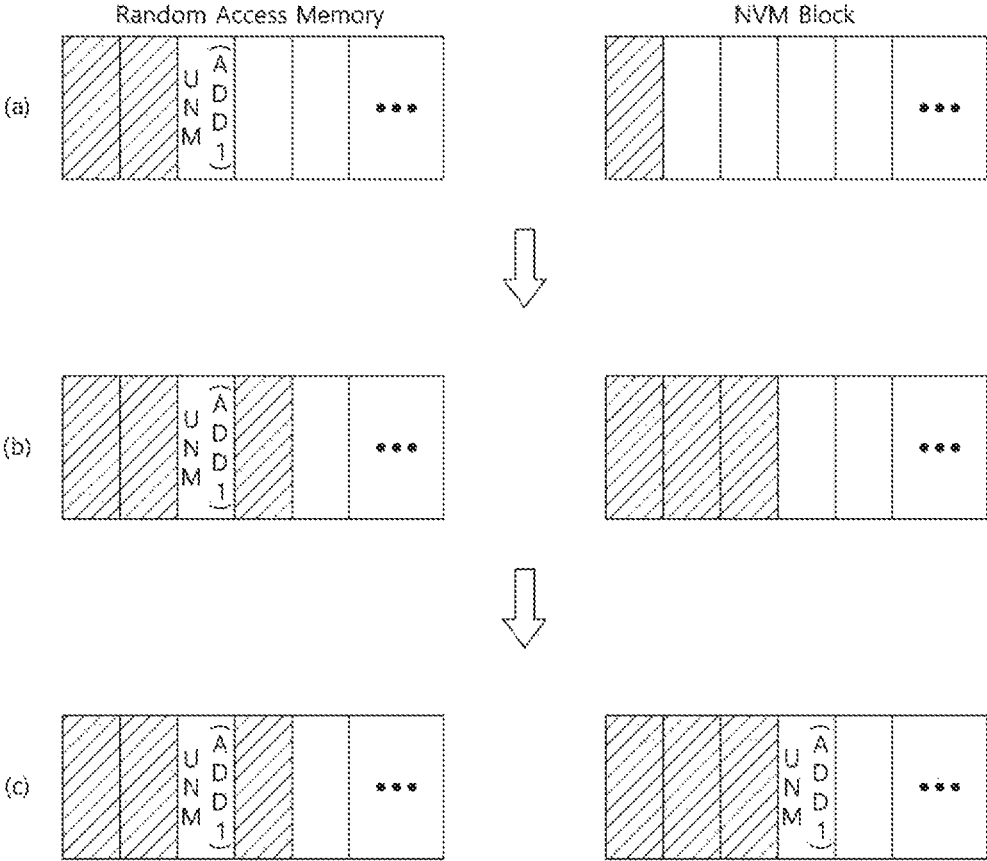 Random Access Memory
NVM Block
(a)
UNM
(ADD1)
•••
•••
(b)
UNM
(ADD1)
•••
•••
(c)
UNM
(ADD1)
•••
UNM
(ADD1)
•••